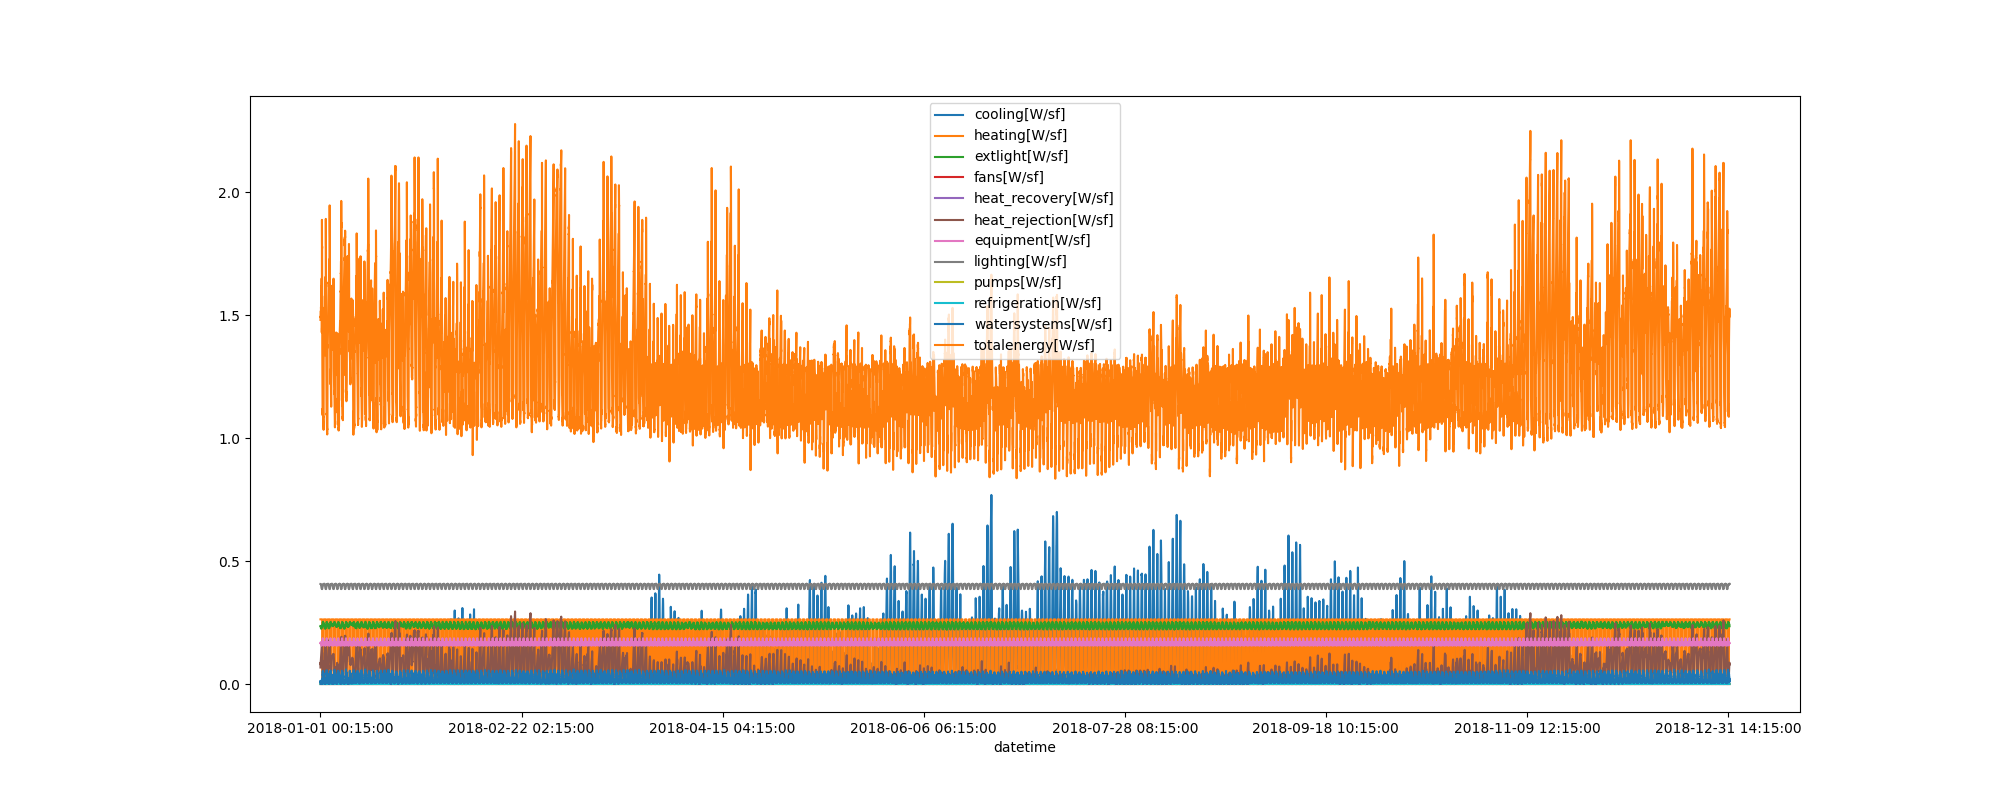 cooling[W/sf]
heating[W/sf]
extlight[W/sf]
fans[W/sf]
heat_recovery[W/sf]
heat_rejection[W/sf]
equipment[W/sf]
lighting[W/sf]
pumps[W/sf]
refrigeration[W/sf]
watersystems[W/sf]
totalenergy[W/sf]
2.0
1.5
1.0
0.5
0.0
2018-01-01 00:15:00 2018-02-22 02:15:00 2018-04-15 04:15:00 2018-06-06 06:15:00 2018-07-28 08:15:00 2018-09-18 10:15:00 2018-11-09 12:15:00 2018-12-31 14:15:00
datetime